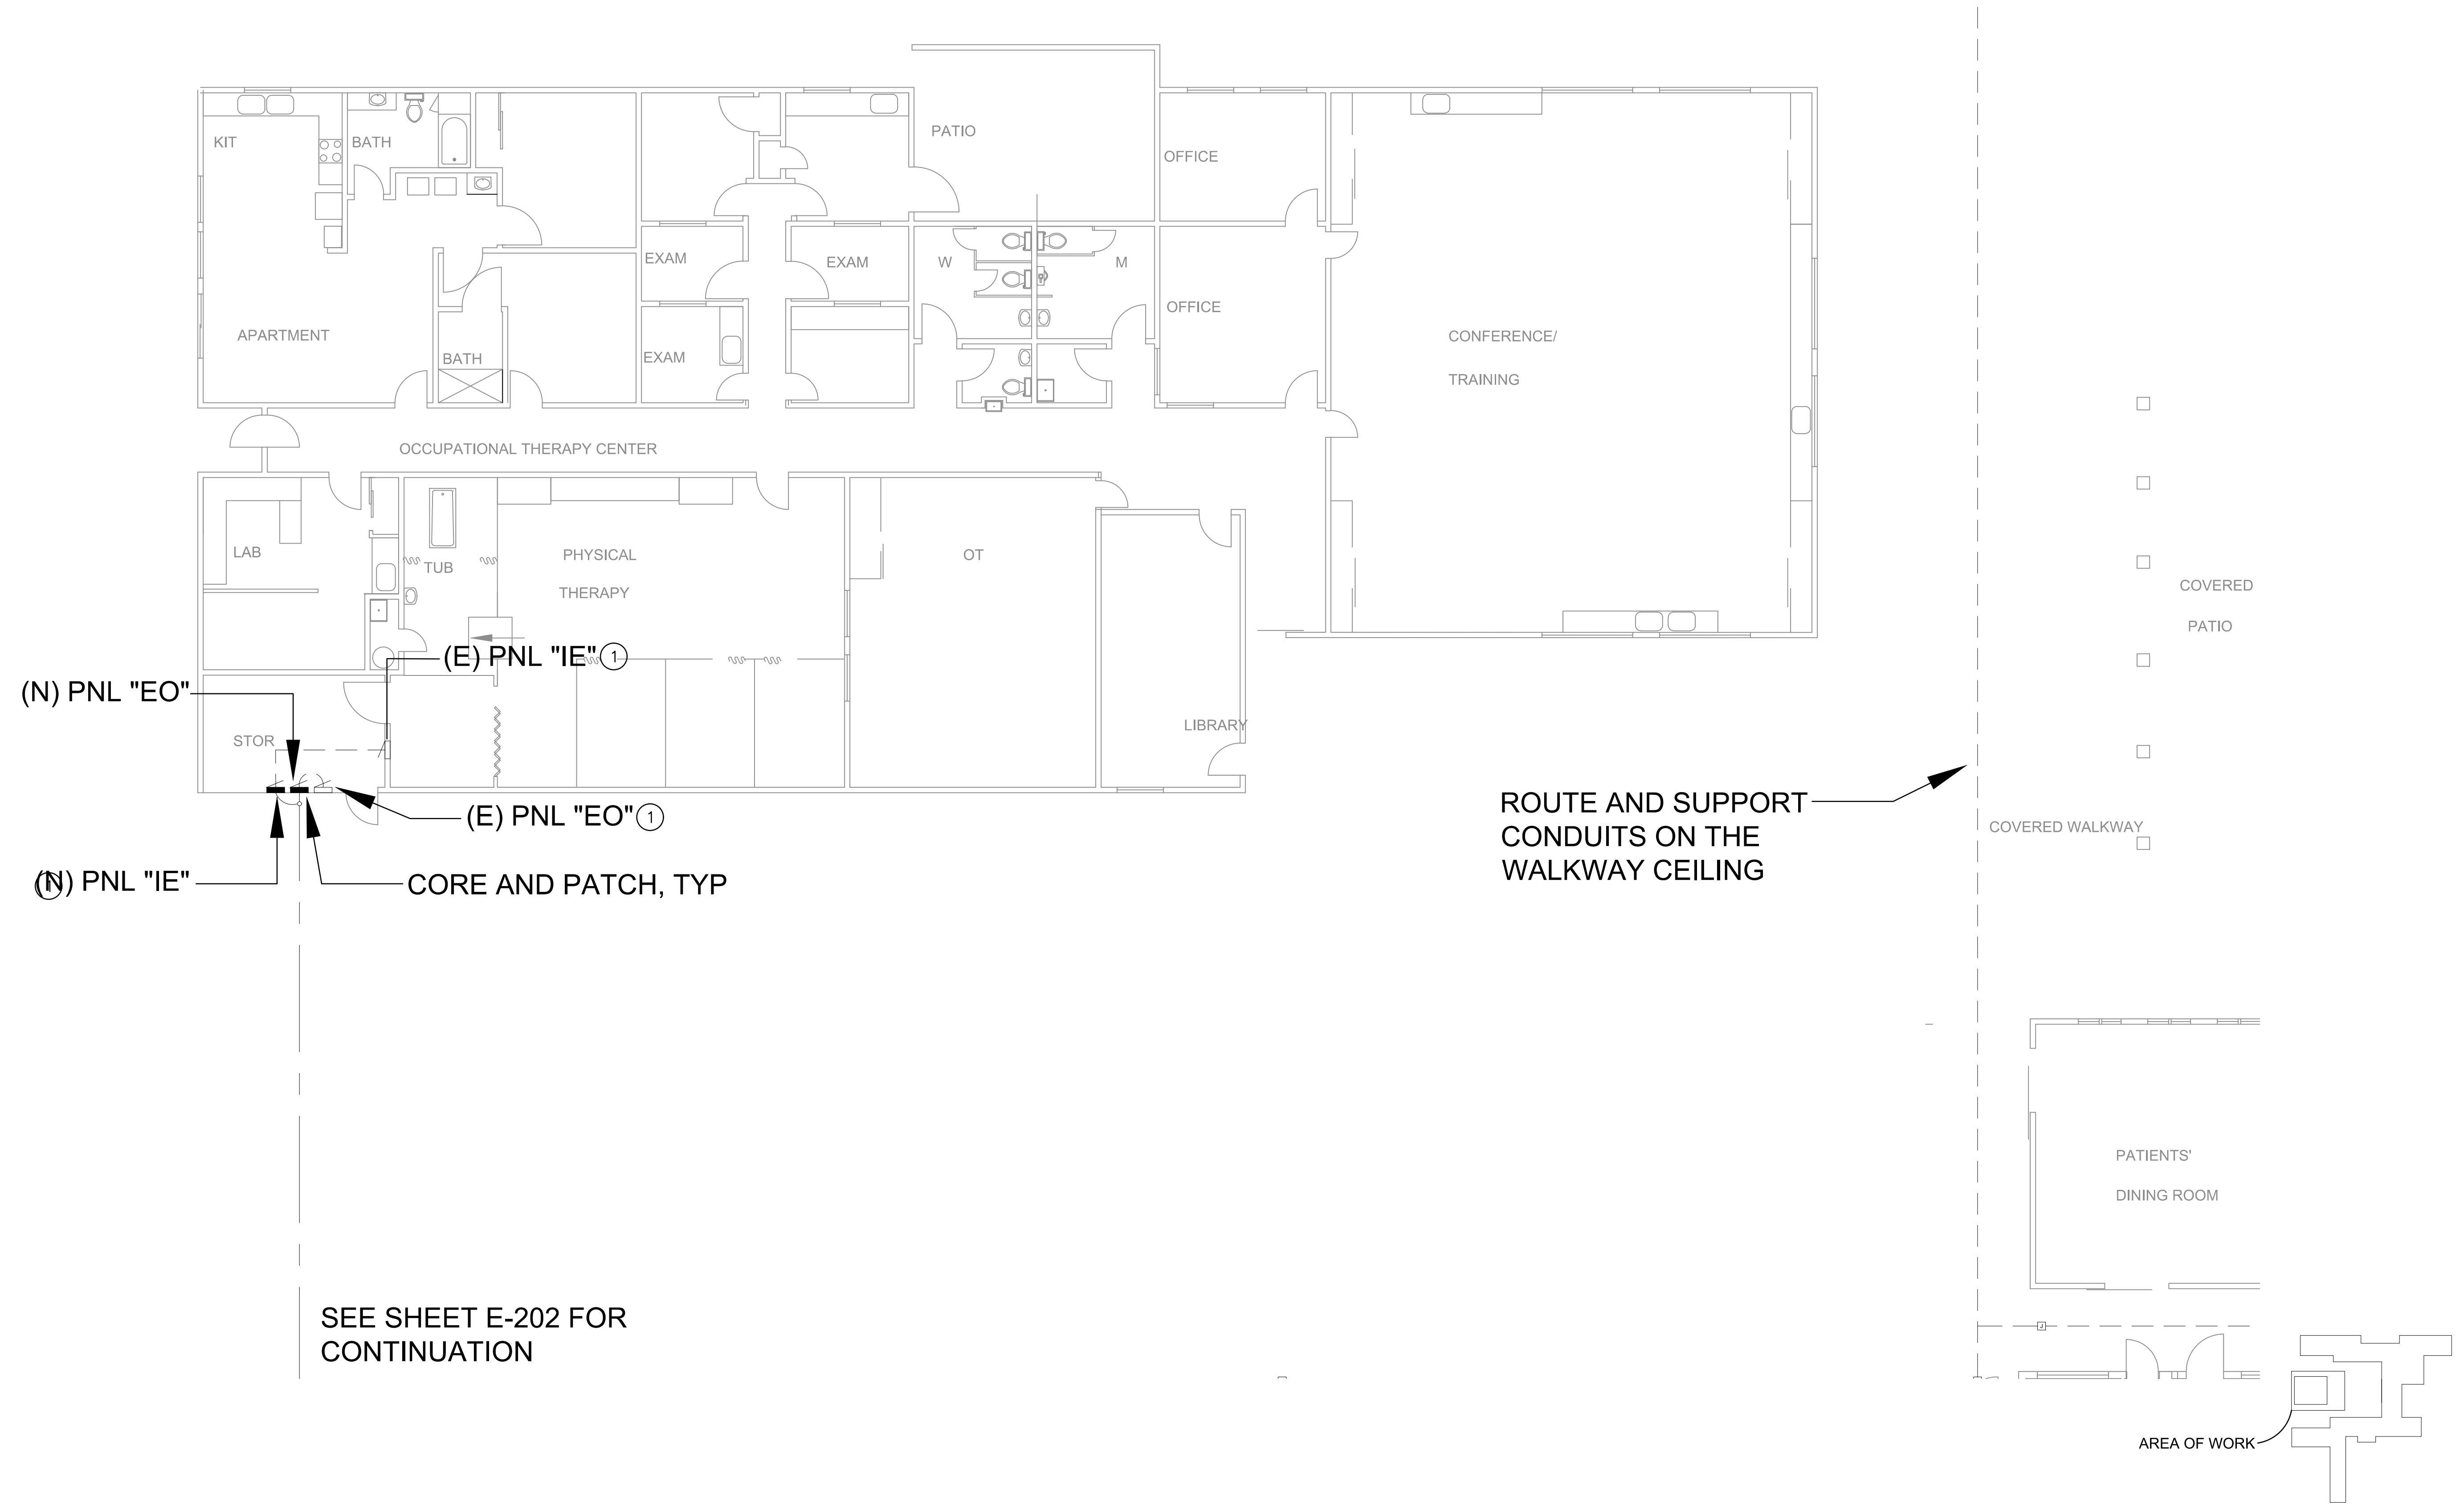 PATIO
KIT
BATH
OFFICE
EXAM
EXAM
W
M
OFFICE
APARTMENT
BATH
EXAM
CONFERENCE/
TRAINING
OCCUPATIONAL THERAPY CENTER
LAB
TUB
PHYSICAL
THERAPY
OT
COVERED
PATIO
(E) PNL "IE" 1
(N) PNL "EO"
STOR
LIBRARY
(E) PNL "EO" 1
ROUTE AND SUPPORT
CONDUITS ON THE
WALKWAY CEILING
COVERED WALKWAY
(N) PNL "IE"
1
CORE AND PATCH, TYP
PATIENTS'
DINING ROOM
SEE SHEET E-202 FOR
CONTINUATION
J
AREA OF WORK